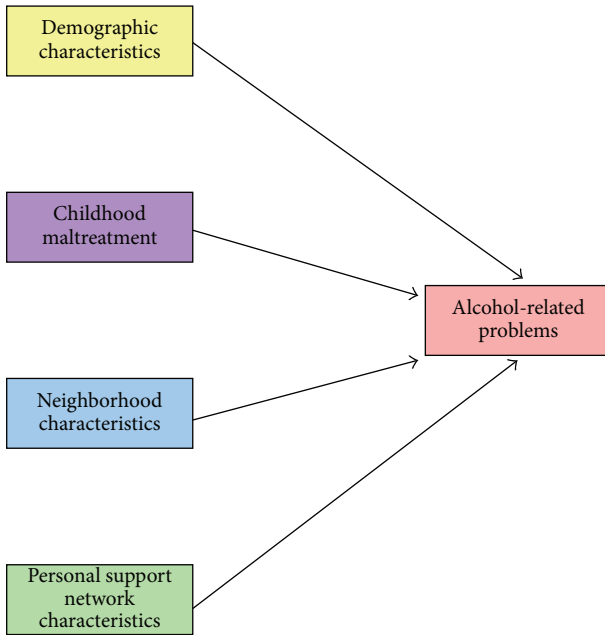 Demographic
characteristics
Childhood
maltreatment
Alcohol-related
problems
Neighborhood
characteristics
Personal support
network
characteristics